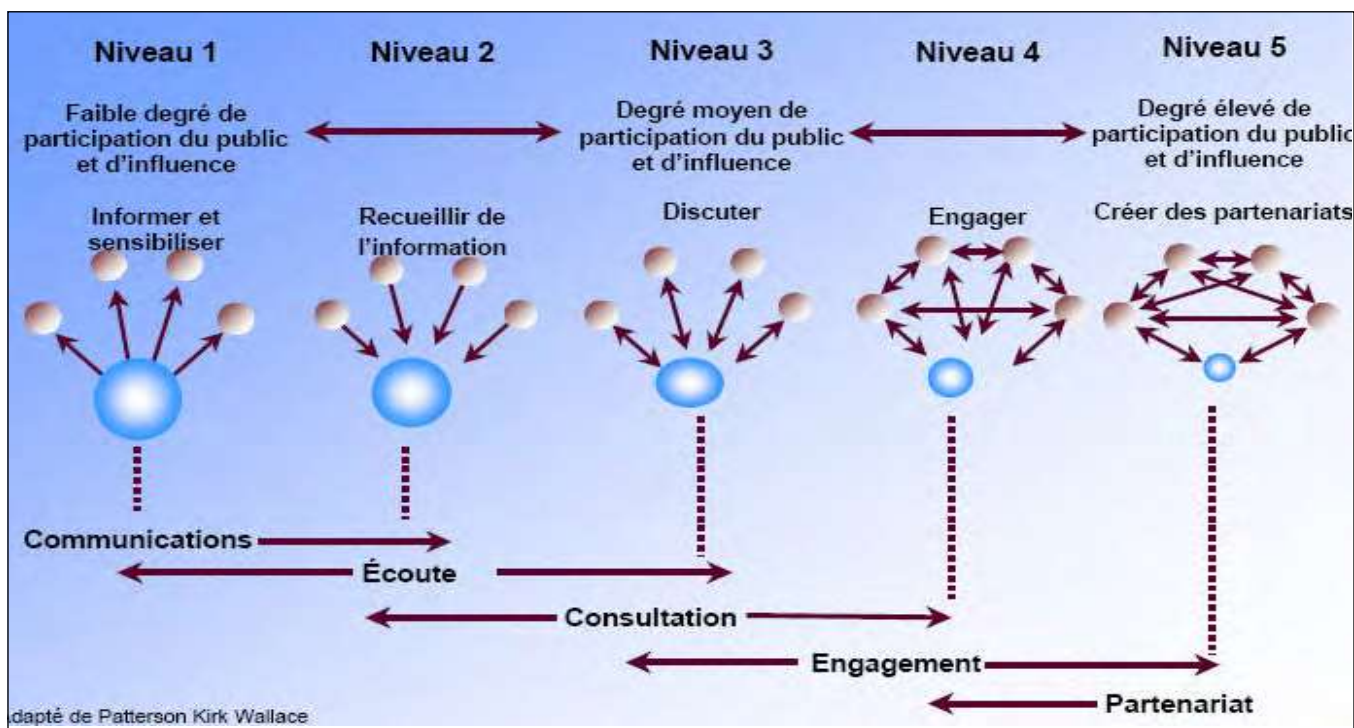 Niveau 1
Niveau 2
Niveau 3
Niveau 4
Niveau 5
Faible degré de
participation du public
et d'influence
Degré moyen de
participation du public
et d'influence
Degré élevé de
participation du public
et d'influence
Informer et
sensibiliser
Recueillir de
l'information
Discuter
Engager
Créer des partenariats
Communications
Écoute
Consultation
Engagement
Partenariat
dapté de Patterson Kirk Wallace